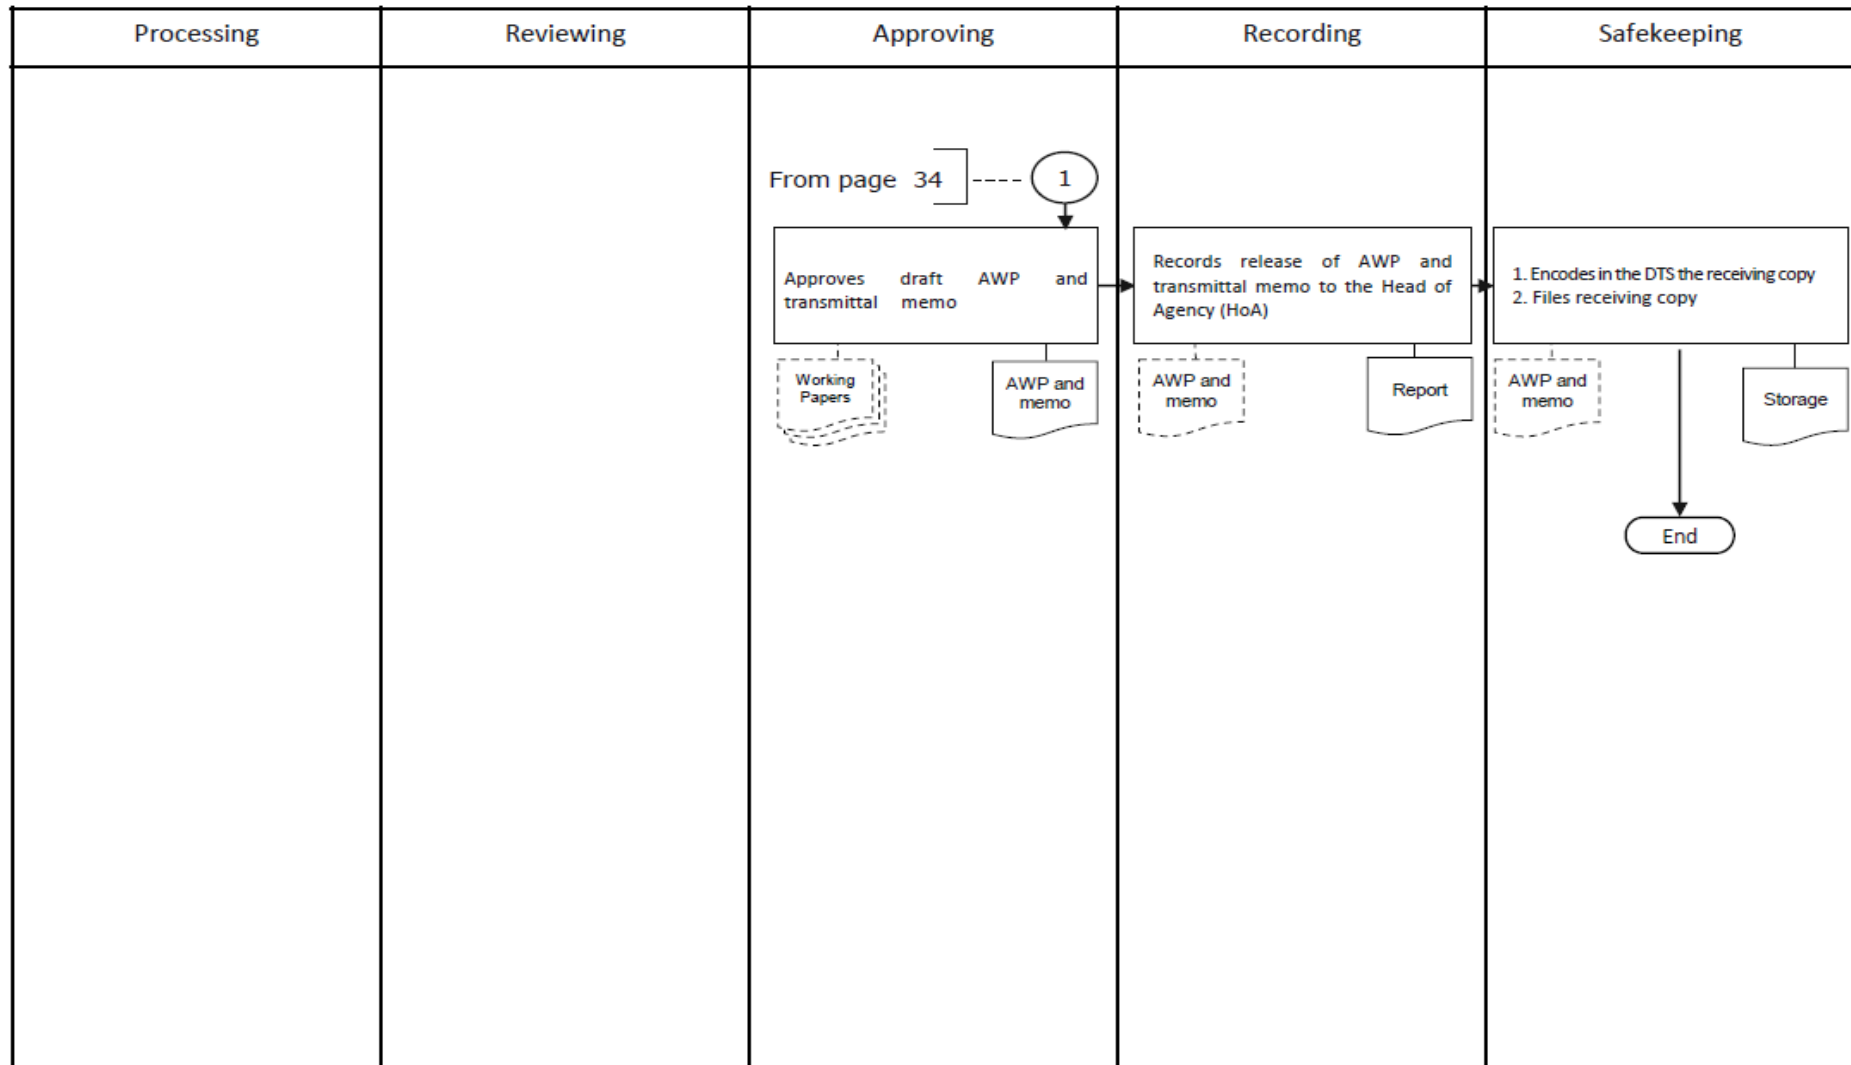 Processing
Reviewing
Approving
Recording
Safekeeping
From page 34
1
Approves draft AWP and
transmittal memo
Records release of AWP and
transmittal memo to the Head of
Agency (HoA)
1. Encodes in the DTS the receiving copy
2. Files receiving copy
Working
Papers
AWP and
memo
AWP and
memo
Report
AWP and
memo
Storage
End